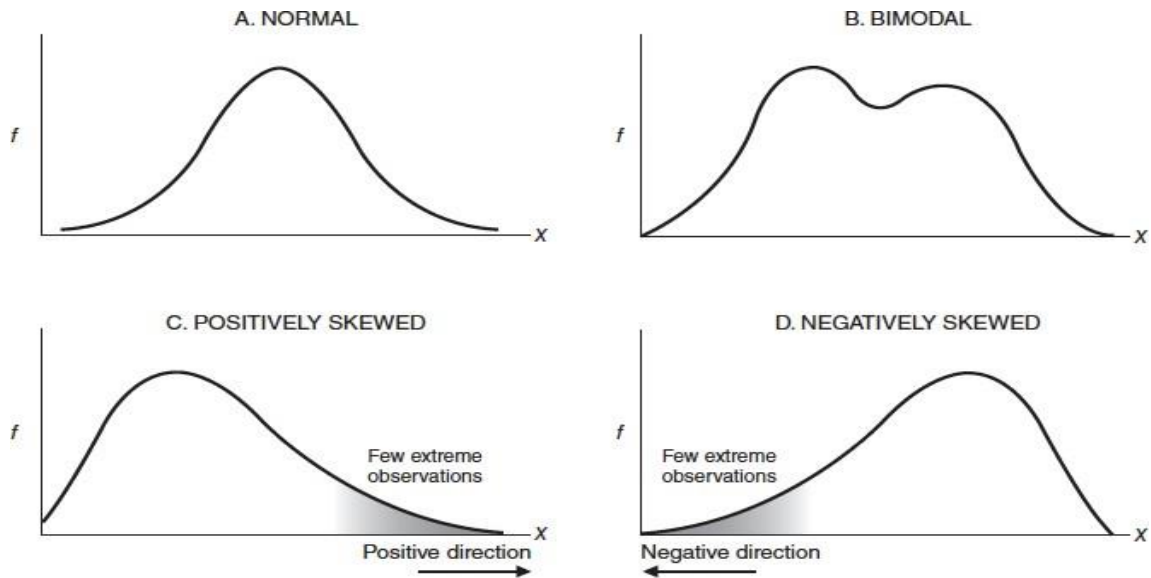 A. NORMAL
f
X
B. BIMODAL
f
X
C. POSITIVELY SKEWED
f
Few extreme
observations
X
Positive direction
D. NEGATIVELY SKEWED
f
Few extreme
observations
X
Negative direction